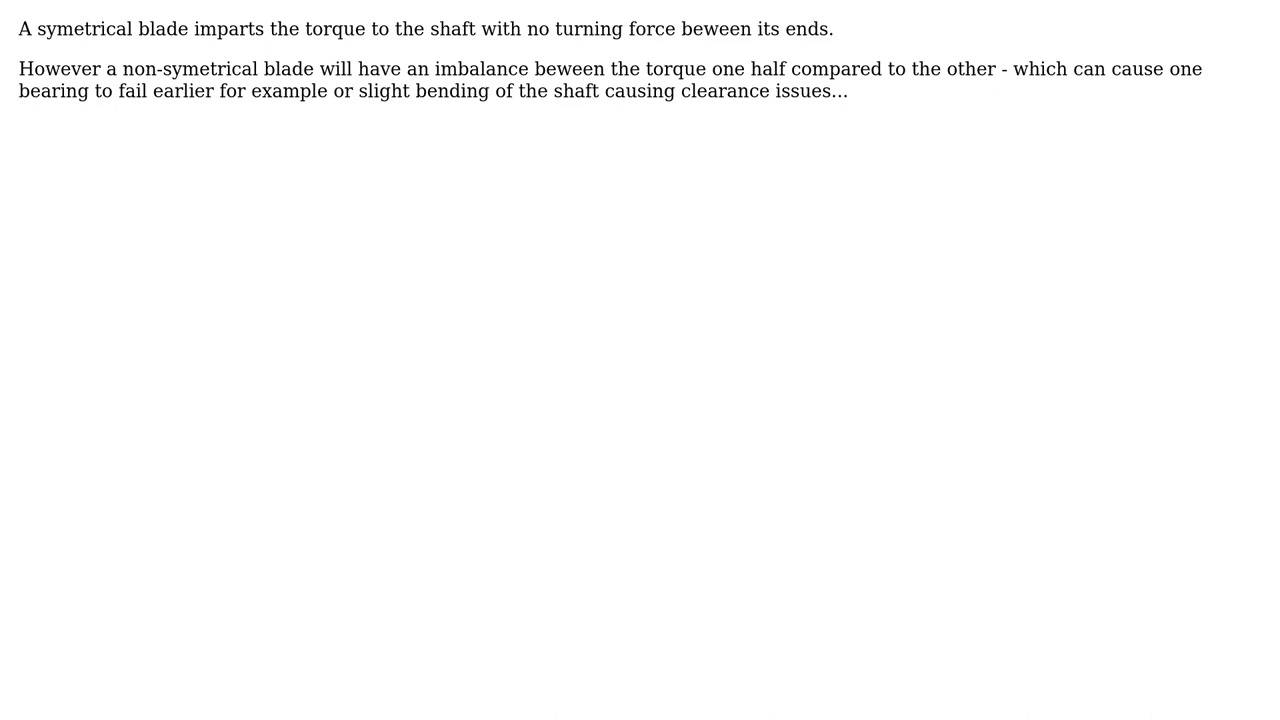 A symetrical blade imparts the torque to the shaft with no turning force beween its ends.
However a non-symetrical blade will have an imbalance beween the torque one half compared to the other - which can cause one
bearing to fail earlier for example or slight bending of the shaft causing clearance issues...